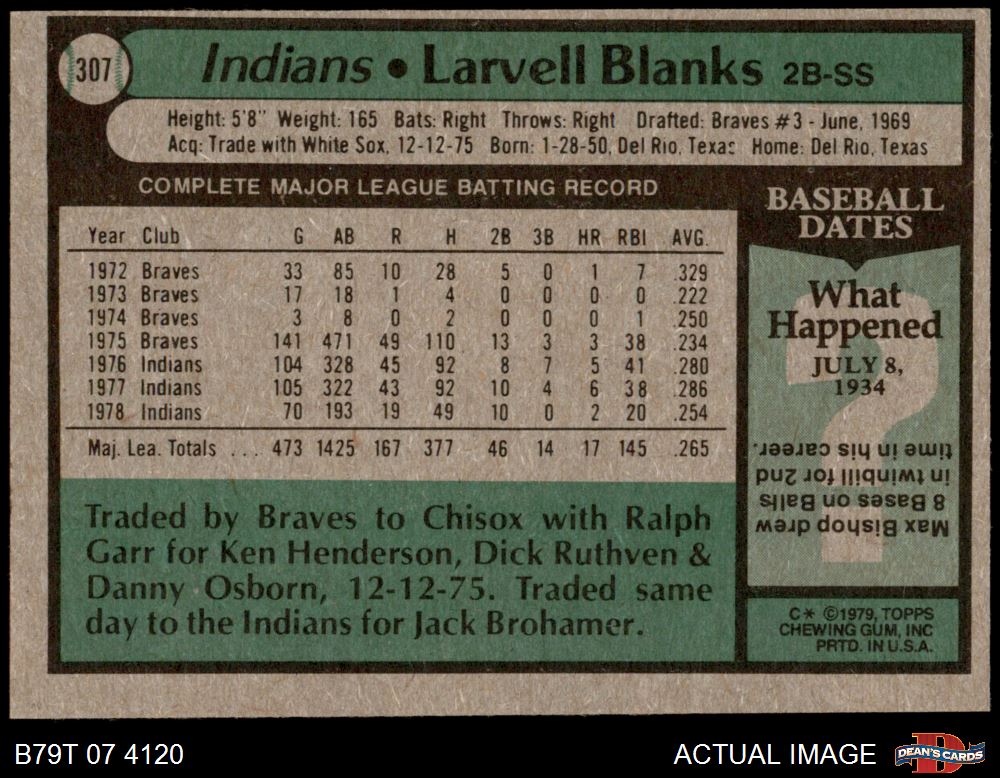 307
Indians • Larvell Blanks 2B-SS
Height: 5'8" Weight: 165 Bats: Right Throws: Right Drafted: Braves #3 - June, 1969
Acq: Trade with White Sox, 12-12-75 Born: 1-28-50, Del Rio, Texas Home: Del Rio, Texas
COMPLETE MAJOR LEAGUE BATTING RECORD
Year Club G AB R H 2B 3B HR RBI AVG.
1972 Braves 33 85 10 28 5 0 1 7 .329
1973 Braves 17 18 1 4 0 0 0 0 .222
1974 Braves 3 8 0 2 0 0 0 1 .250
1975 Braves 141 471 49 110 13 3 3 38 .234
1976 Indians 104 328 45 92 8 7 5 41 .280
1977 Indians 105 322 43 92 10 4 6 38 .286
1978 Indians 70 193 19 49 10 0 2 20 .254
Maj. Lea. Totals . . . 473 1425 167 377 46 14 17 145 .265
Traded by Braves to Chisox with Ralph
Garr for Ken Henderson, Dick Ruthven &
Danny Osborn, 12-12-75. Traded same
day to the Indians for Jack Brohamer.
BASEBALL
DATES
What
Happened
JULY 8,
1934
?
Max Bishop drew
8 Bases on Balls
in twinbill for 2nd
time in his career.
C* ©1979, TOPPS
CHEWING GUM, INC
PRTD. IN U.S.A.
B79T 07 4120
ACTUAL IMAGE
DEAN'S CARDS